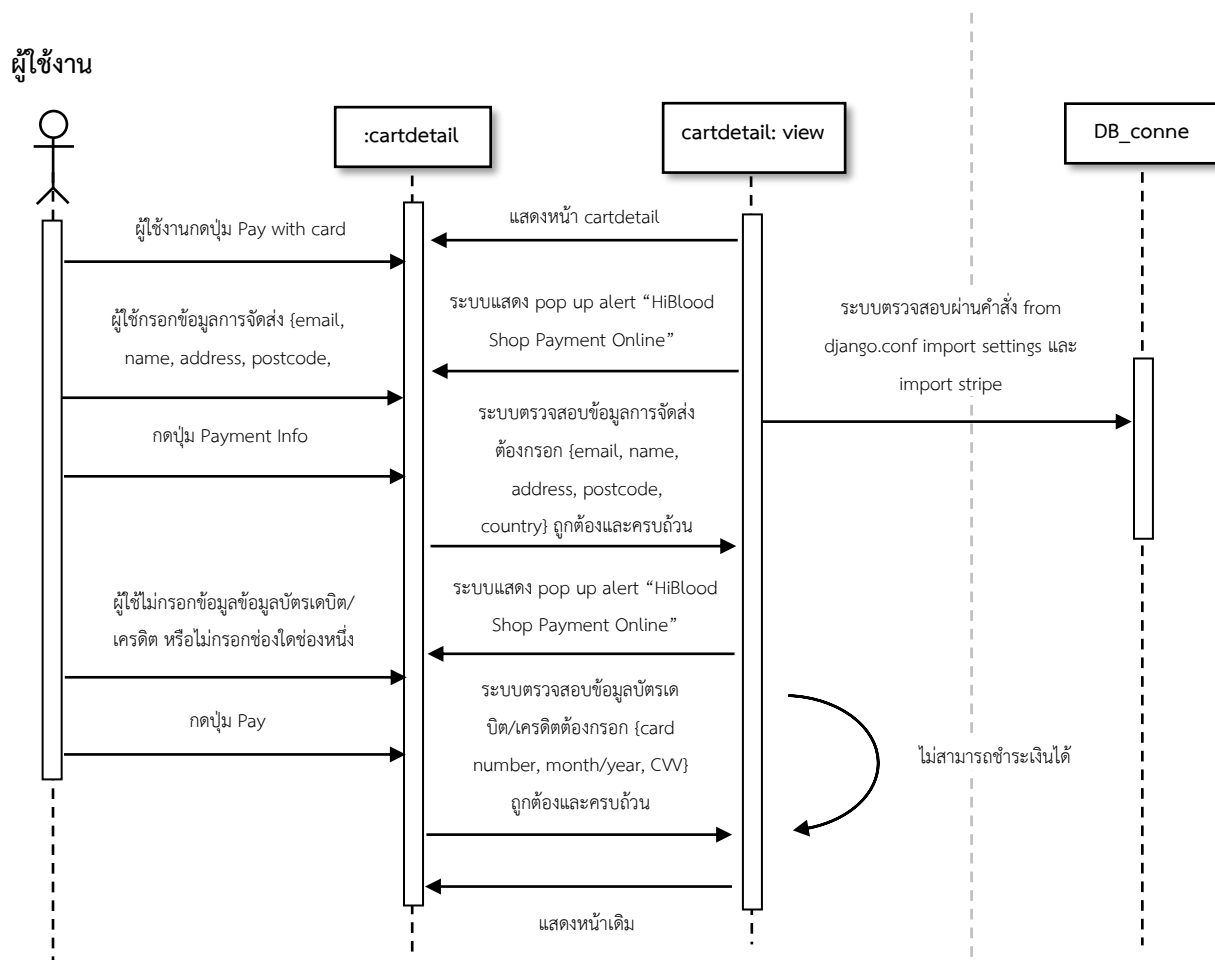 ผู้ใช้งาน
:cartdetail
cartdetail: view
DB_conne
ผู้ใช้งานกดปุ่ม Pay with card
แสดงหน้า cartdetail
ผู้ใช้กรอกข้อมูลการจัดส่ง {email,
name, address, postcode,
ระบบแสดง pop up alert “HiBlood
Shop Payment Online”
ระบบตรวจสอบผ่านคำสั่ง from
django.conf import settings และ
import stripe
กดปุ่ม Payment Info
ระบบตรวจสอบข้อมูลการจัดส่ง
ต้องกรอก {email, name,
address, postcode,
country} ถูกต้องและครบถ้วน
ผู้ใช้ไม่กรอกข้อมูลข้อมูลบัตรเดบิต/
เครดิต หรือไม่กรอกช่องใดช่องหนึ่ง
ระบบแสดง pop up alert “HiBlood
Shop Payment Online”
กดปุ่ม Pay
ระบบตรวจสอบข้อมูลบัตรเด
บิต/เครดิตต้องกรอก {card
number, month/year, CVV}
ถูกต้องและครบถ้วน
ไม่สามารถชำระเงินได้
แสดงหน้าเดิม